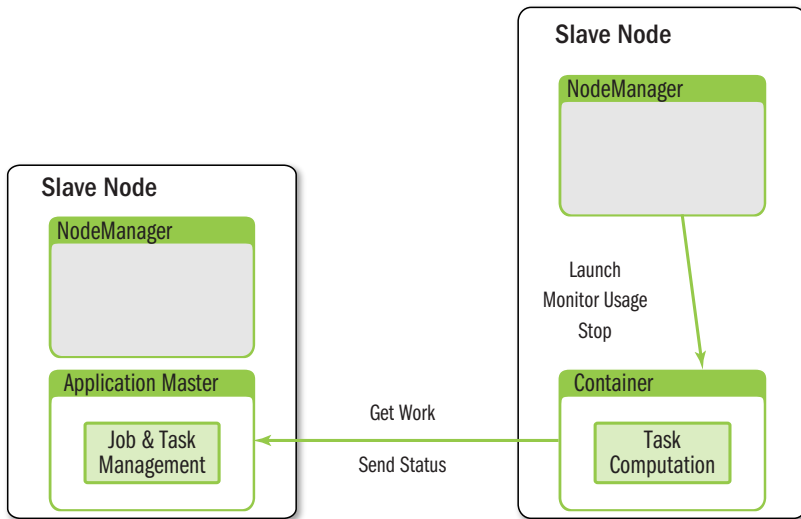 Slave Node
NodeManager
Application Master
Job & Task
Management
Get Work
Send Status
Slave Node
NodeManager
Launch
Monitor Usage
Stop
Container
Task
Computation